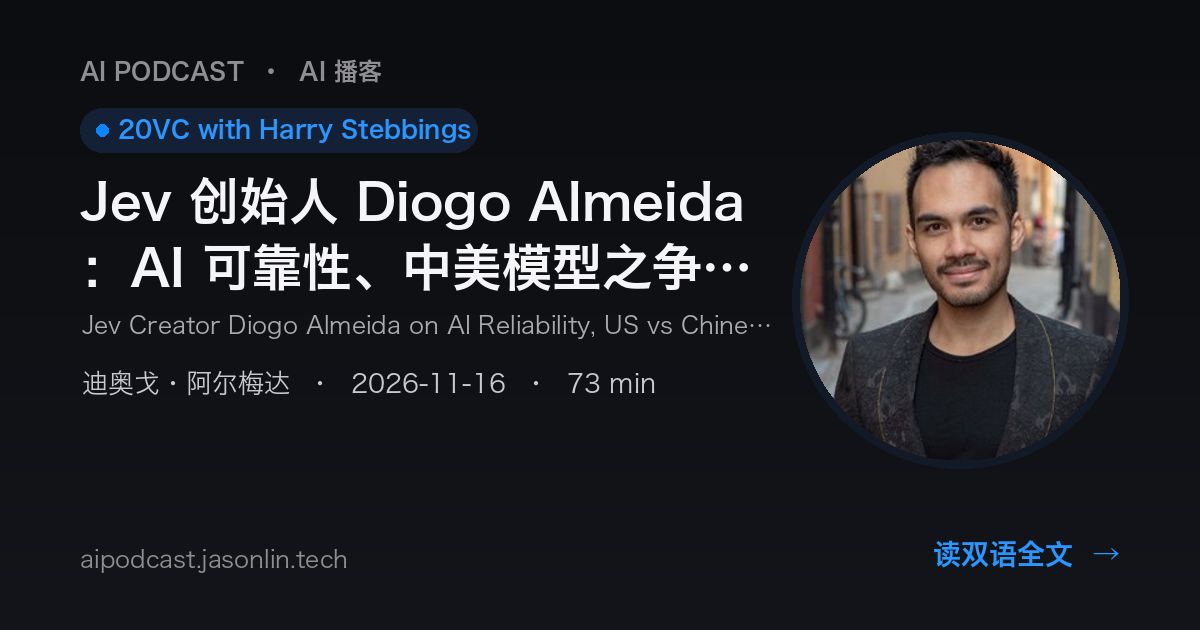 AI PODCAST · AI 播客
20VC with Harry Stebbings
Jev 创始人 Diogo Almeida
：AI 可靠性、中美模型之争…
Jev Creator Diogo Almeida on AI Reliability, US vs Chine…
迪奥戈·阿尔梅达 · 2026-11-16 · 73 min
aipodcast.jasonlin.tech
读双语全文 →